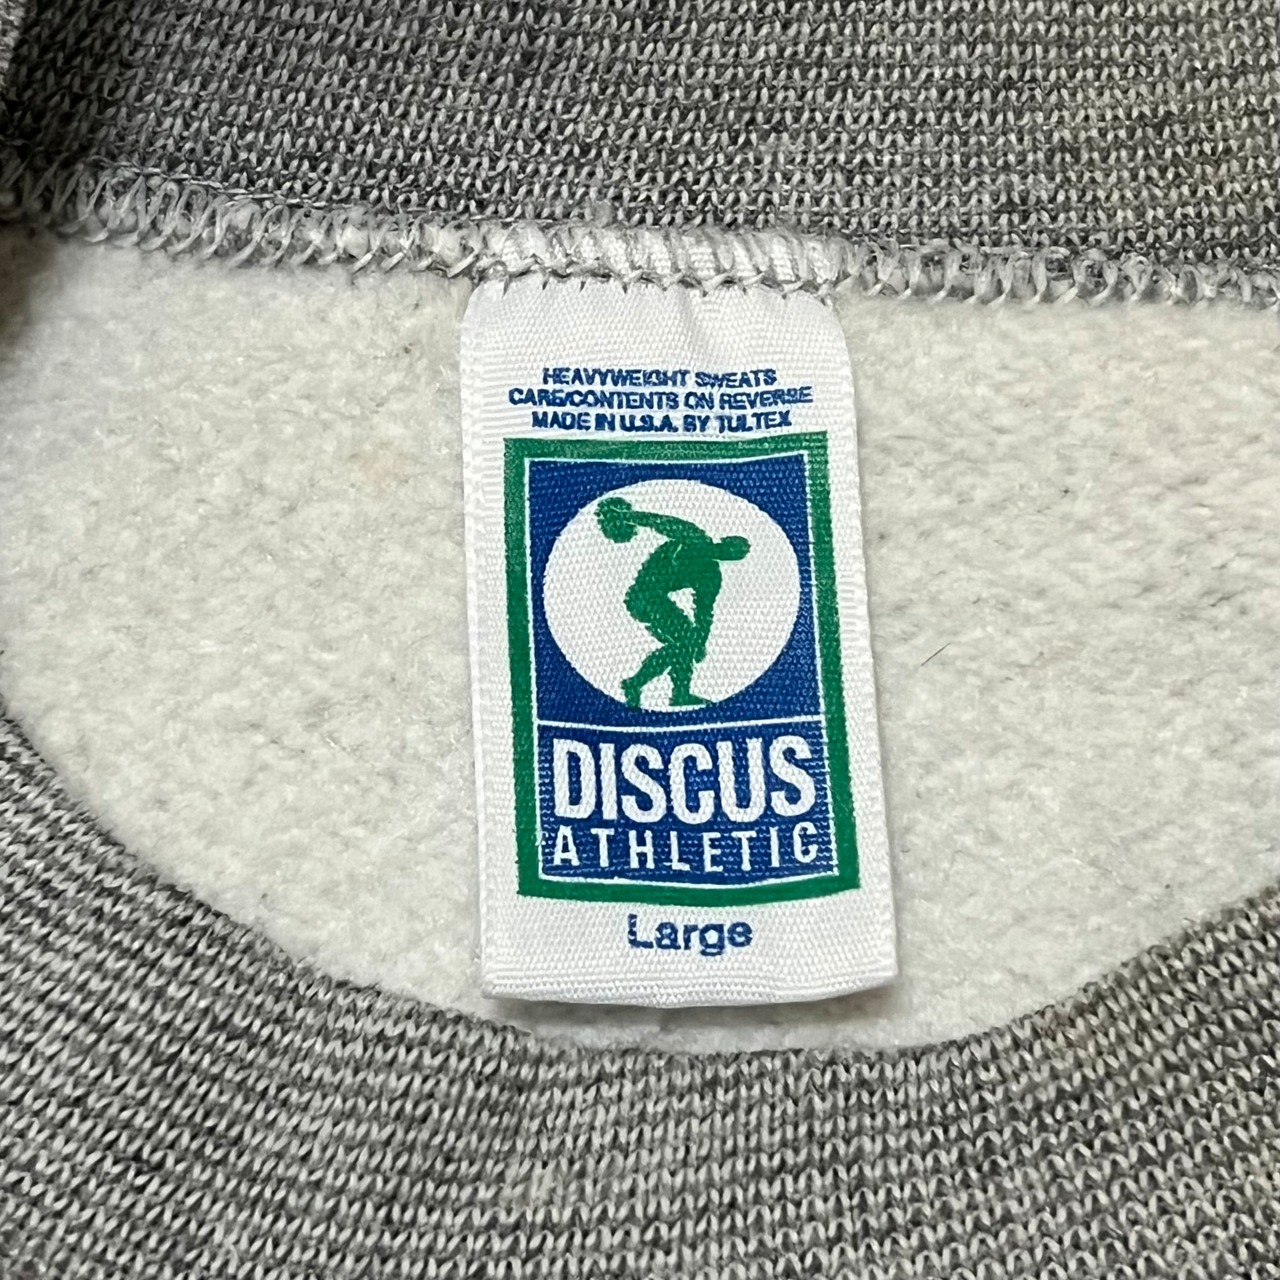 HEAVYWEIGHT SWEATS
CARE/CONTENTS ON REVERSE
MADE IN U.S.A. BY TULTEX
DISCUS
ATHLETIC
Large